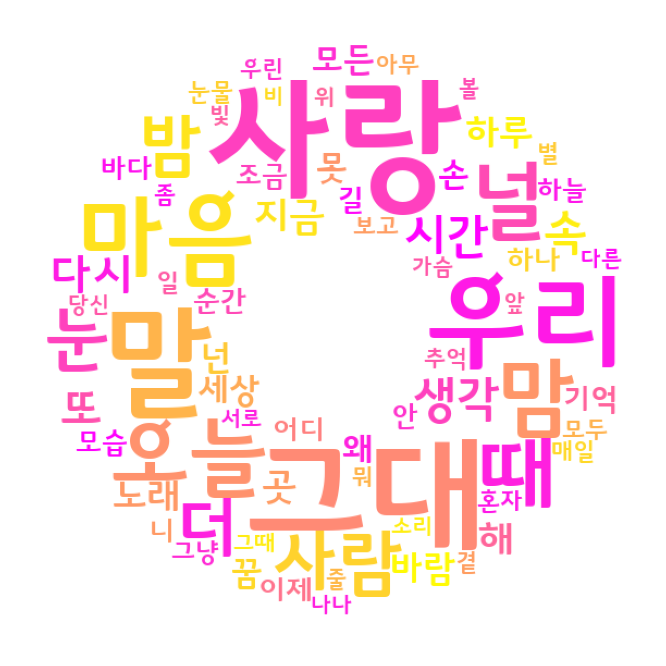 우린 모든 아무
눈물 비 위 볼
사랑
빛
밤 하루 별
바다 조금 못 손 널 하늘
좀 길
마음 지금 보고 시간 속
다시 가슴 하나 다른
당신 일 순간 우리 앞
눈 말 넌 추억
또 세상 생각 맘 기억
모습 서로 어디 안 모두
오늘 왜 그대 때 매일
노래 곳 뭐 혼자
니 더 소리 해
그냥 그때 사람 바람 곁
꿈 이제 줄
나나